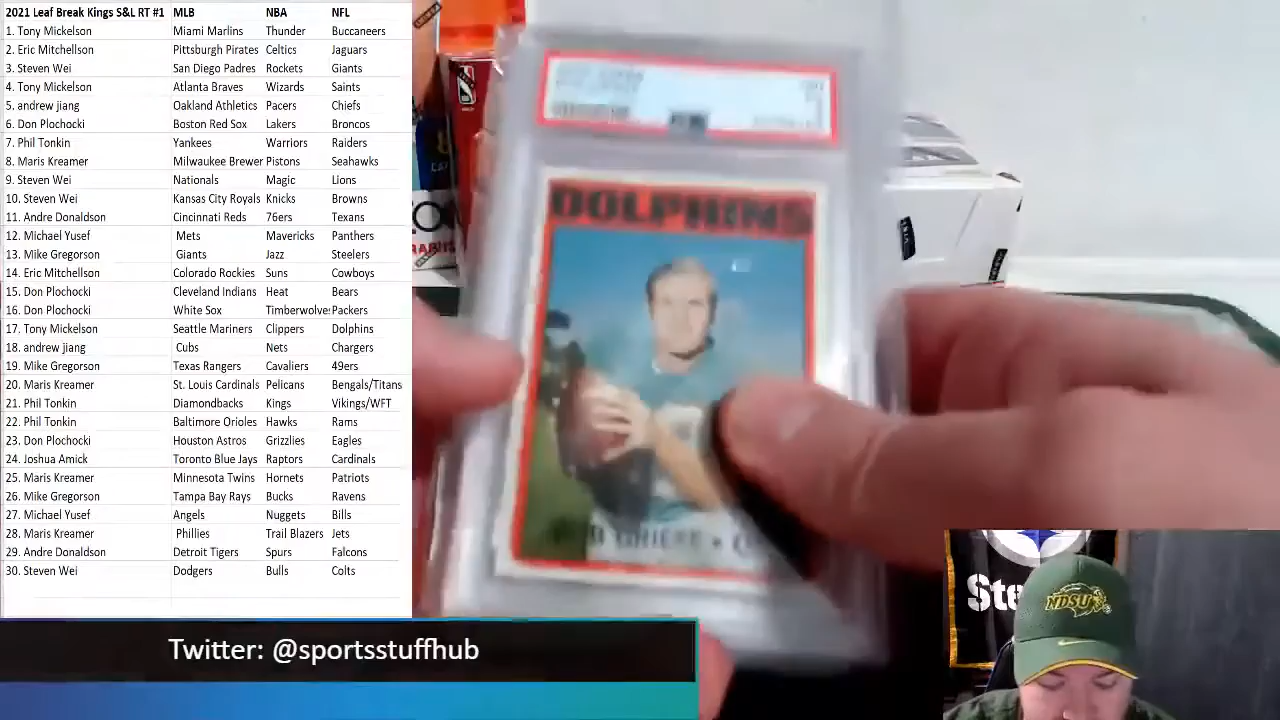 2021 Leaf Break Kings S&L RT #1 MLB NBA NFL
1. Tony Mickelson Miami Marlins Thunder Buccaneers
2. Eric Mitchellson Pittsburgh Pirates Celtics Jaguars
3. Steven Wei San Diego Padres Rockets Giants
4. Tony Mickelson Atlanta Braves Wizards Saints
5. andrew jiang Oakland Athletics Pacers Chiefs
6. Don Plochocki Boston Red Sox Lakers Broncos
7. Phil Tonkin Yankees Warriors Raiders
8. Maris Kreamer Milwaukee Brewer Pistons Seahawks
9. Steven Wei Nationals Magic Lions
10. Steven Wei Kansas City Royals Knicks Browns
11. Andre Donaldson Cincinnati Reds 76ers Texans
12. Michael Yusef Mets Mavericks Panthers
13. Mike Gregorson Giants Jazz Steelers
14. Eric Mitchellson Colorado Rockies Suns Cowboys
15. Don Plochocki Cleveland Indians Heat Bears
16. Don Plochocki White Sox Timberwolve Packers
17. Tony Mickelson Seattle Mariners Clippers Dolphins
18. andrew jiang Cubs Nets Chargers
19. Mike Gregorson Texas Rangers Cavaliers 49ers
20. Maris Kreamer St. Louis Cardinals Pelicans Bengals/Titans
21. Phil Tonkin Diamondbacks Kings Vikings/WFT
22. Phil Tonkin Baltimore Orioles Hawks Rams
23. Don Plochocki Houston Astros Grizzlies Eagles
24. Joshua Amick Toronto Blue Jays Raptors Cardinals
25. Maris Kreamer Minnesota Twins Hornets Patriots
26. Mike Gregorson Tampa Bay Rays Bucks Ravens
27. Michael Yusef Angels Nuggets Bills
28. Maris Kreamer Phillies Trail Blazers Jets
29. Andre Donaldson Detroit Tigers Spurs Falcons
30. Steven Wei Dodgers Bulls Colts
DOLPHINS
GRIESE •
Ste
NDSU
Twitter: @sportsstuffhub